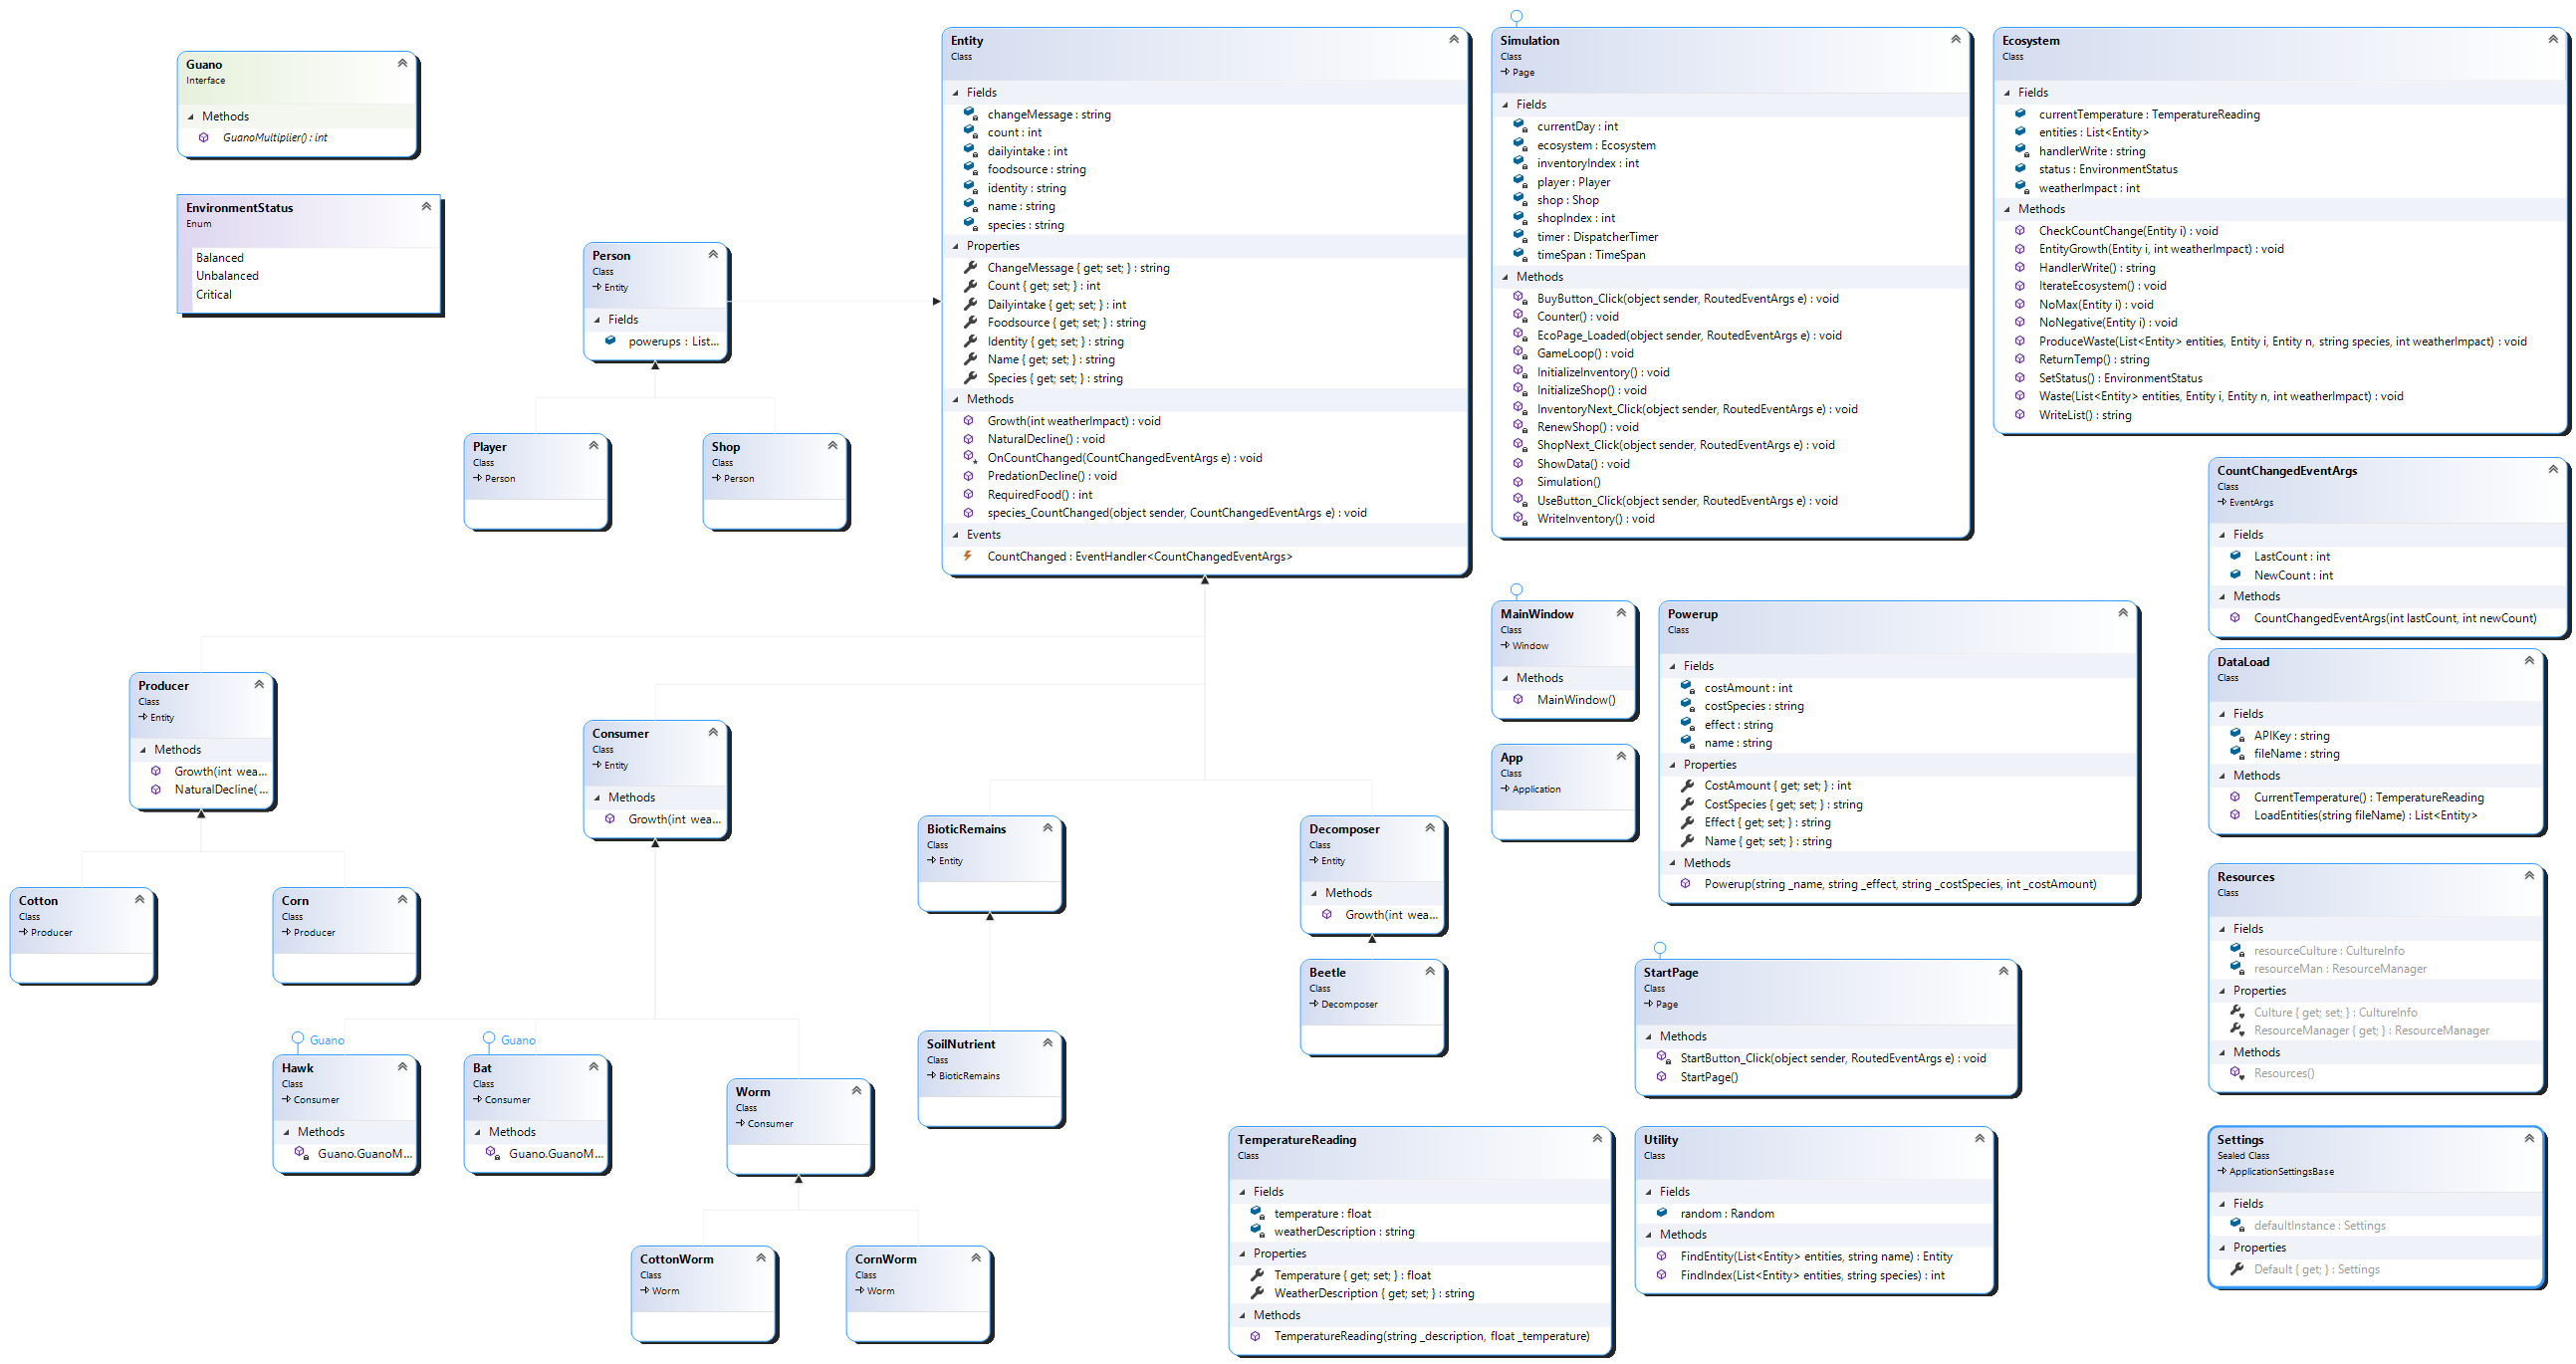 Guano
Interface
Methods
GuanoMultiplier() : int
EnvironmentStatus
Enum
Balanced
Unbalanced
Critical
Person
Class
Entity
Fields
powerups : List...
Player
Class
Person
Shop
Class
Person
Entity
Class
Fields
changeMessage : string
count : int
dailyintake : int
foodsource : string
identity : string
name : string
species : string
Properties
ChangeMessage { get; set; } : string
Count { get; set; } : int
Dailyintake { get; set; } : int
Foodsource { get; set; } : string
Identity { get; set; } : string
Name { get; set; } : string
Species { get; set; } : string
Methods
Growth(int weatherImpact) : void
NaturalDecline() : void
OnCountChanged(CountChangedEventArgs e) : void
PredationDecline() : void
RequiredFood() : int
species_CountChanged(object sender, CountChangedEventArgs e) : void
Events
CountChanged : EventHandler<CountChangedEventArgs>
Simulation
Class
Page
Fields
currentDay : int
ecosystem : Ecosystem
inventoryIndex : int
player : Player
shop : Shop
shopIndex : int
timer : DispatcherTimer
timeSpan : TimeSpan
Methods
BuyButton_Click(object sender, RoutedEventArgs e) : void
Counter() : void
EcoPage_Loaded(object sender, RoutedEventArgs e) : void
GameLoop() : void
InitializeInventory() : void
InitializeShop() : void
InventoryNext_Click(object sender, RoutedEventArgs e) : void
RenewShop() : void
ShopNext_Click(object sender, RoutedEventArgs e) : void
ShowData() : void
Simulation()
UseButton_Click(object sender, RoutedEventArgs e) : void
WriteInventory() : void
Ecosystem
Class
Fields
currentTemperature : TemperatureReading
entities : List<Entity>
handlerWrite : string
status : EnvironmentStatus
weatherImpact : int
Methods
CheckCountChange(Entity i) : void
EntityGrowth(Entity i, int weatherImpact) : void
HandlerWrite() : string
IterateEcosystem() : void
NoMax(Entity i) : void
NoNegative(Entity i) : void
ProduceWaste(List<Entity> entities, Entity i, Entity n, string species, int weatherImpact) : void
ReturnTemp() : string
SetStatus() : EnvironmentStatus
Waste(List<Entity> entities, Entity i, Entity n, int weatherImpact) : void
WriteList() : string
CountChangedEventArgs
Class
EventArgs
Fields
LastCount : int
NewCount : int
Methods
CountChangedEventArgs(int lastCount, int newCount)
MainWindow
Class
Window
Methods
MainWindow()
Powerup
Class
Fields
costAmount : int
costSpecies : string
effect : string
name : string
Properties
CostAmount { get; set; } : int
CostSpecies { get; set; } : string
Effect { get; set; } : string
Name { get; set; } : string
Methods
Powerup(string _name, string _effect, string _costSpecies, int _costAmount)
DataLoad
Class
Fields
APIKey : string
fileName : string
Methods
CurrentTemperature() : TemperatureReading
LoadEntities(string fileName) : List<Entity>
App
Class
Application
Producer
Class
Entity
Methods
Growth(int wea...
NaturalDecline( ...
Consumer
Class
Entity
Methods
Growth(int wea...
BioticRemains
Class
Entity
Decomposer
Class
Entity
Methods
Growth(int wea...
Cotton
Class
Producer
Corn
Class
Producer
Beetle
Class
Decomposer
StartPage
Class
Page
Methods
StartButton_Click(object sender, RoutedEventArgs e) : void
StartPage()
Resources
Class
Fields
resourceCulture : CultureInfo
resourceMan : ResourceManager
Properties
Culture { get; set; } : CultureInfo
ResourceManager { get; } : ResourceManager
Methods
Resources()
Guano
Hawk
Class
Consumer
Methods
Guano.GuanoM...
Guano
Bat
Class
Consumer
Methods
Guano.GuanoM...
Worm
Class
Consumer
SoilNutrient
Class
BioticRemains
CottonWorm
Class
Worm
CornWorm
Class
Worm
TemperatureReading
Class
Fields
temperature : float
weatherDescription : string
Properties
Temperature { get; set; } : float
WeatherDescription { get; set; } : string
Methods
TemperatureReading(string _description, float _temperature)
Utility
Class
Fields
random : Random
Methods
FindEntity(List<Entity> entities, string name) : Entity
FindIndex(List<Entity> entities, string species) : int
Settings
Sealed Class
ApplicationSettingsBase
Fields
defaultInstance : Settings
Properties
Default { get; } : Settings